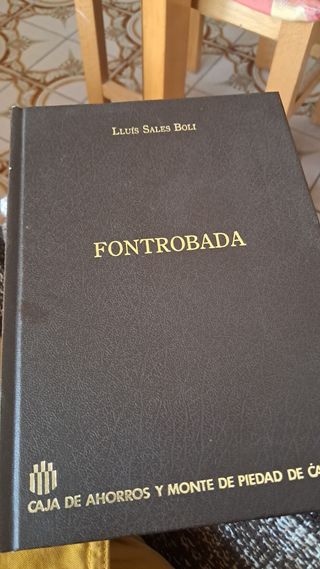 LLUÍS SALES BOLI
FONTROBADA
CAJA DE AHORROS Y MONTE DE PIEDAD DE